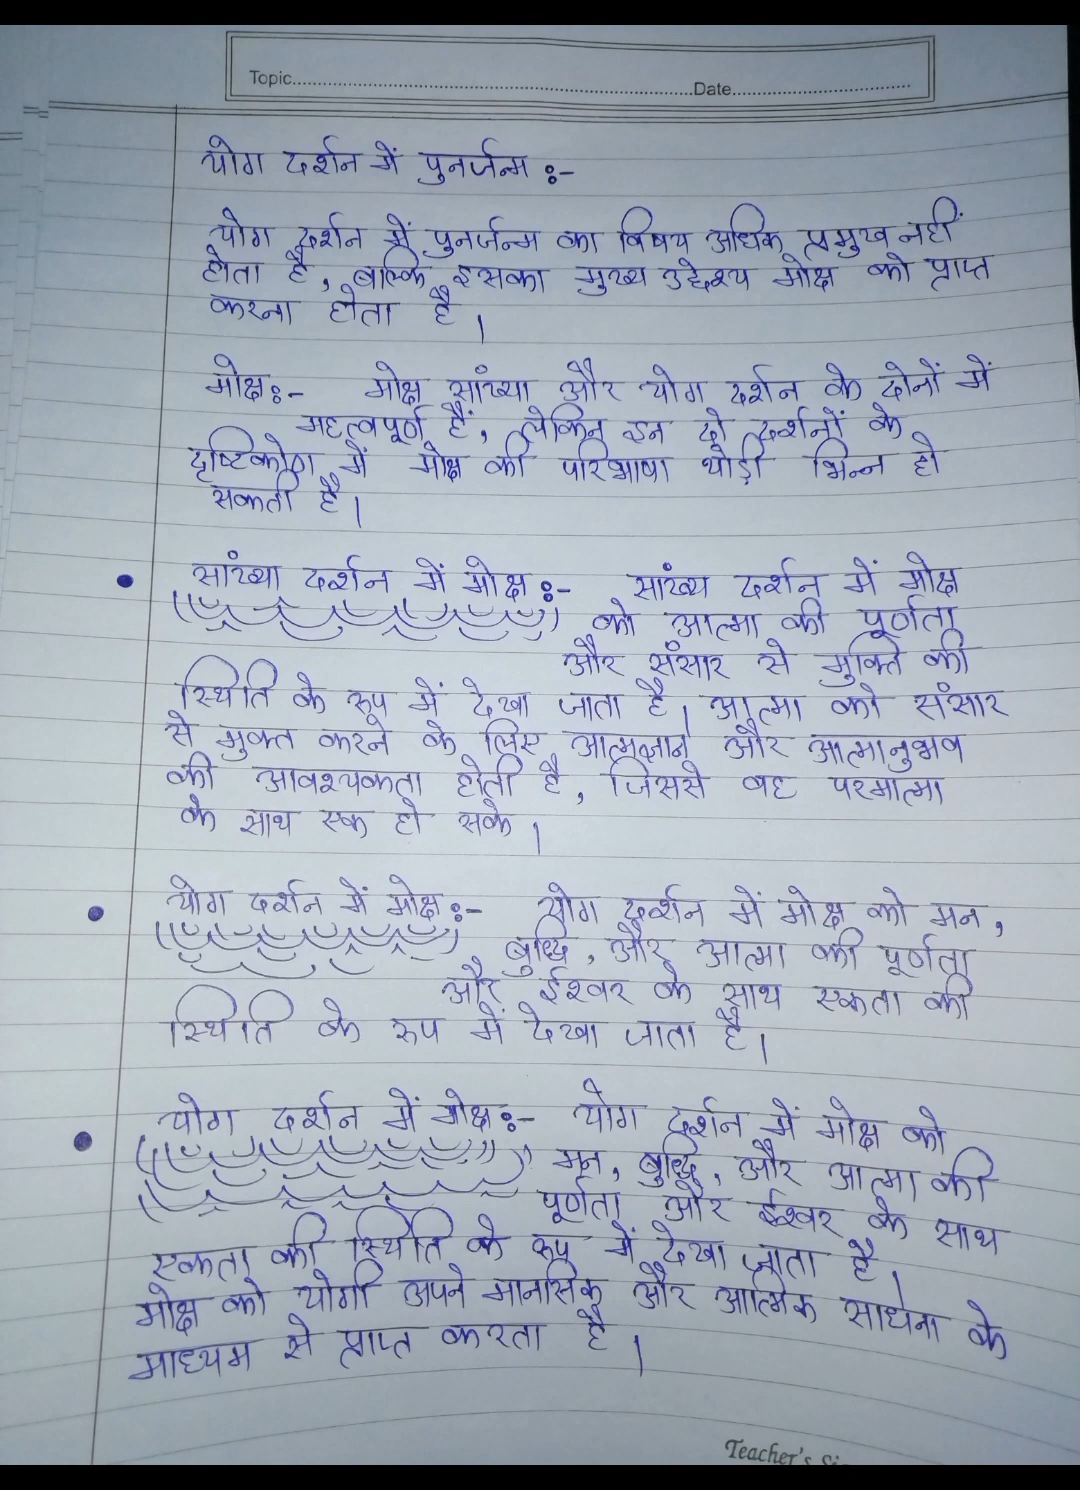 Topic..........Date..........
योग दर्शन में पुनर्जन्म :-
योग दर्शन में पुनर्जन्म का विषय अधिक प्रमुख नहीं
होता है, बल्कि इसका मुख्य उद्देश्य मोक्ष को प्राप्त
करना होता है।
मोक्ष:- मोक्ष सांख्या और योग दर्शन के दोनों में
महत्वपूर्ण हैं, लेकिन इन दो दर्शनों के
दृष्टिकोण में मोक्ष की परिभाषा थोड़ी भिन्न हो
सकती है।
• सांख्या दर्शन में मोक्ष :- सांख्य दर्शन में मोक्ष
को आत्मा की पूर्णता
और संसार से मुक्ति की
स्थिति के रूप में देखा जाता है। आत्मा को संसार
से मुक्त करने के लिए आत्मज्ञान और आत्मानुभव
की आवश्यकता होती है, जिससे वह परमात्मा
के साथ एक हो सके।
• योग दर्शन में मोक्ष:- योग दर्शन में मोक्ष को मन,
बुध्दि, और आत्मा की पूर्णता
और ईश्वर के साथ एकता की
स्थिति के रूप में देखा जाता है।
• योग दर्शन में मोक्ष:- योग दर्शन में मोक्ष को
मन, बुध्दि, और आत्मा की
पूर्णता और ईश्वर के साथ
एकता की स्थिति के रूप में देखा जाता है।
मोक्ष को योगी अपने मानसिक और आत्मिक साधना के
माध्यम से प्राप्त करता है।
Teacher's Si